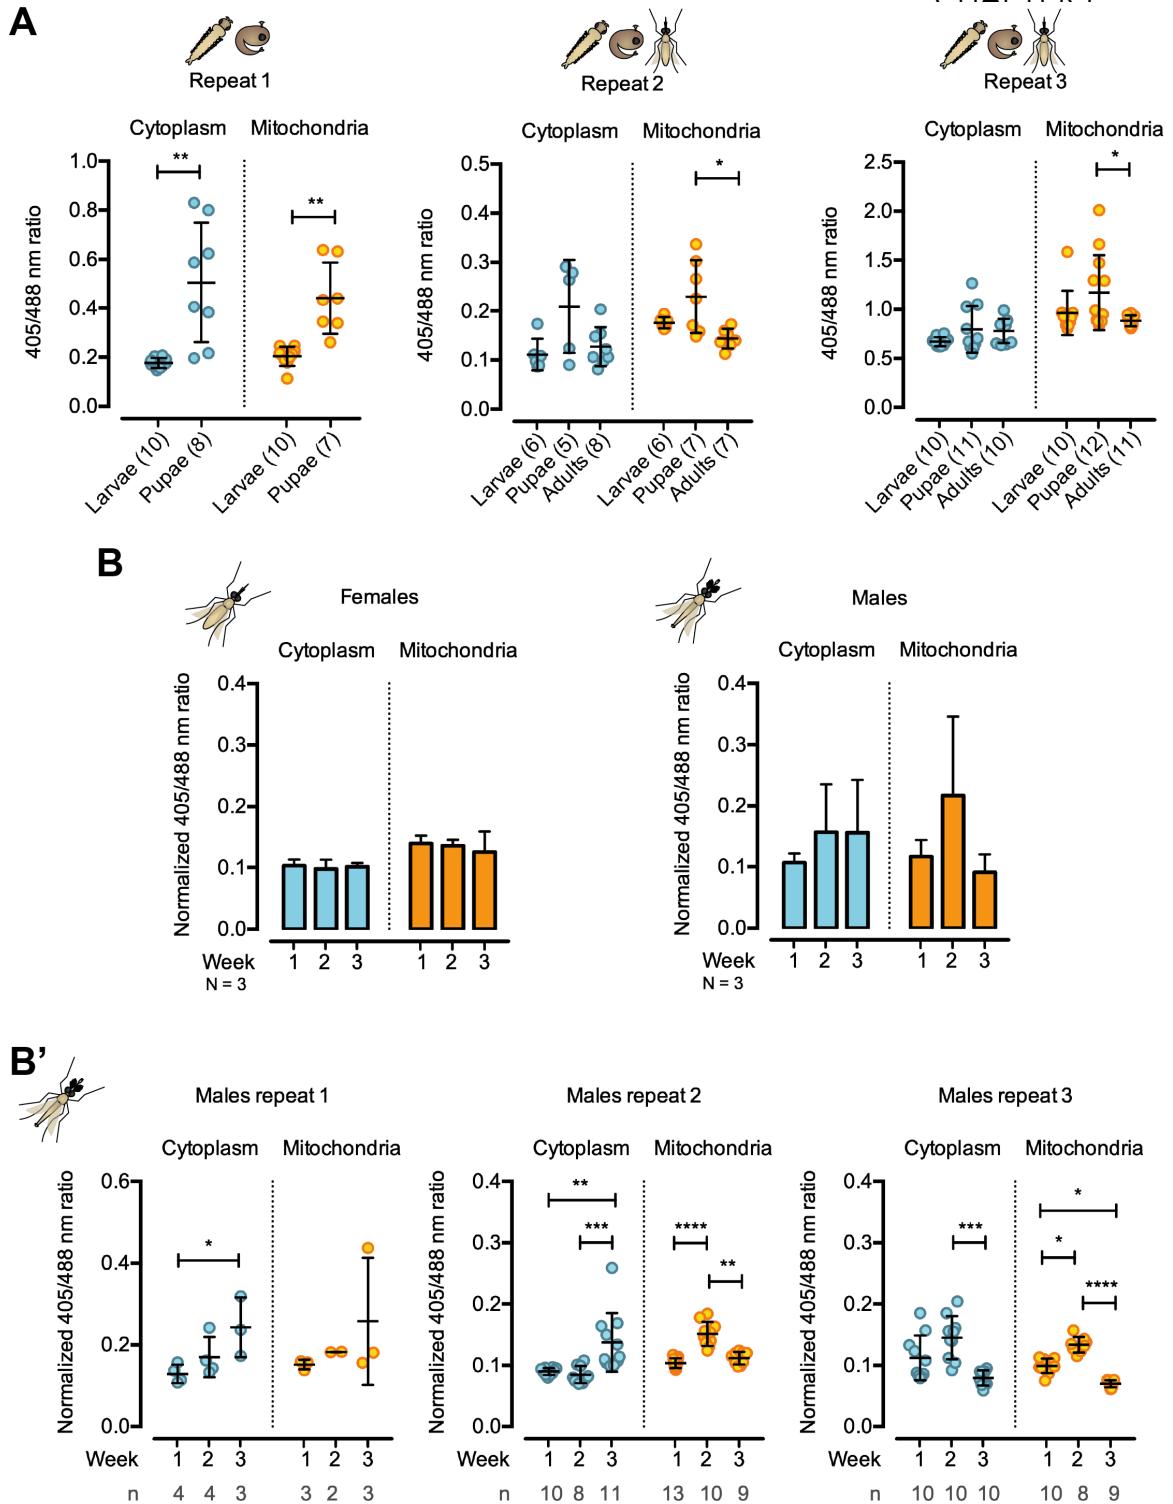 A
Repeat 1
Repeat 2
Repeat 3
Cytoplasm Mitochondria
Cytoplasm Mitochondria
Cytoplasm Mitochondria
405/488 nm ratio
1.0
0.8
0.6
0.4
0.2
0.0
** **
Larvae (10) Pupae (8) Larvae (10) Pupae (7)
405/488 nm ratio
0.5
0.4
0.3
0.2
0.1
0.0
*
Larvae (6) Pupae (5) Adults (8) Larvae (6) Pupae (7) Adults (7)
405/488 nm ratio
2.5
2.0
1.5
1.0
0.5
0.0
*
Larvae (10) Pupae (11) Adults (10) Larvae (10) Pupae (12) Adults (11)
B
Females
Cytoplasm Mitochondria
Normalized 405/488 nm ratio
0.4
0.3
0.2
0.1
0.0
Week 1 2 3 1 2 3
N = 3
Males
Cytoplasm Mitochondria
Normalized 405/488 nm ratio
0.4
0.3
0.2
0.1
0.0
Week 1 2 3 1 2 3
N = 3
B’
Males repeat 1
Cytoplasm Mitochondria
Normalized 405/488 nm ratio
0.6
0.4
0.2
0.0
*
Week 1 2 3 1 2 3
n 4 4 3 3 2 3
Males repeat 2
Cytoplasm Mitochondria
Normalized 405/488 nm ratio
0.4
0.3
0.2
0.1
0.0
**
*** ****
**
Week 1 2 3 1 2 3
n 10 8 11 13 10 9
Males repeat 3
Cytoplasm Mitochondria
Normalized 405/488 nm ratio
0.4
0.3
0.2
0.1
0.0
*
*** *
****
Week 1 2 3 1 2 3
n 10 10 10 10 8 9